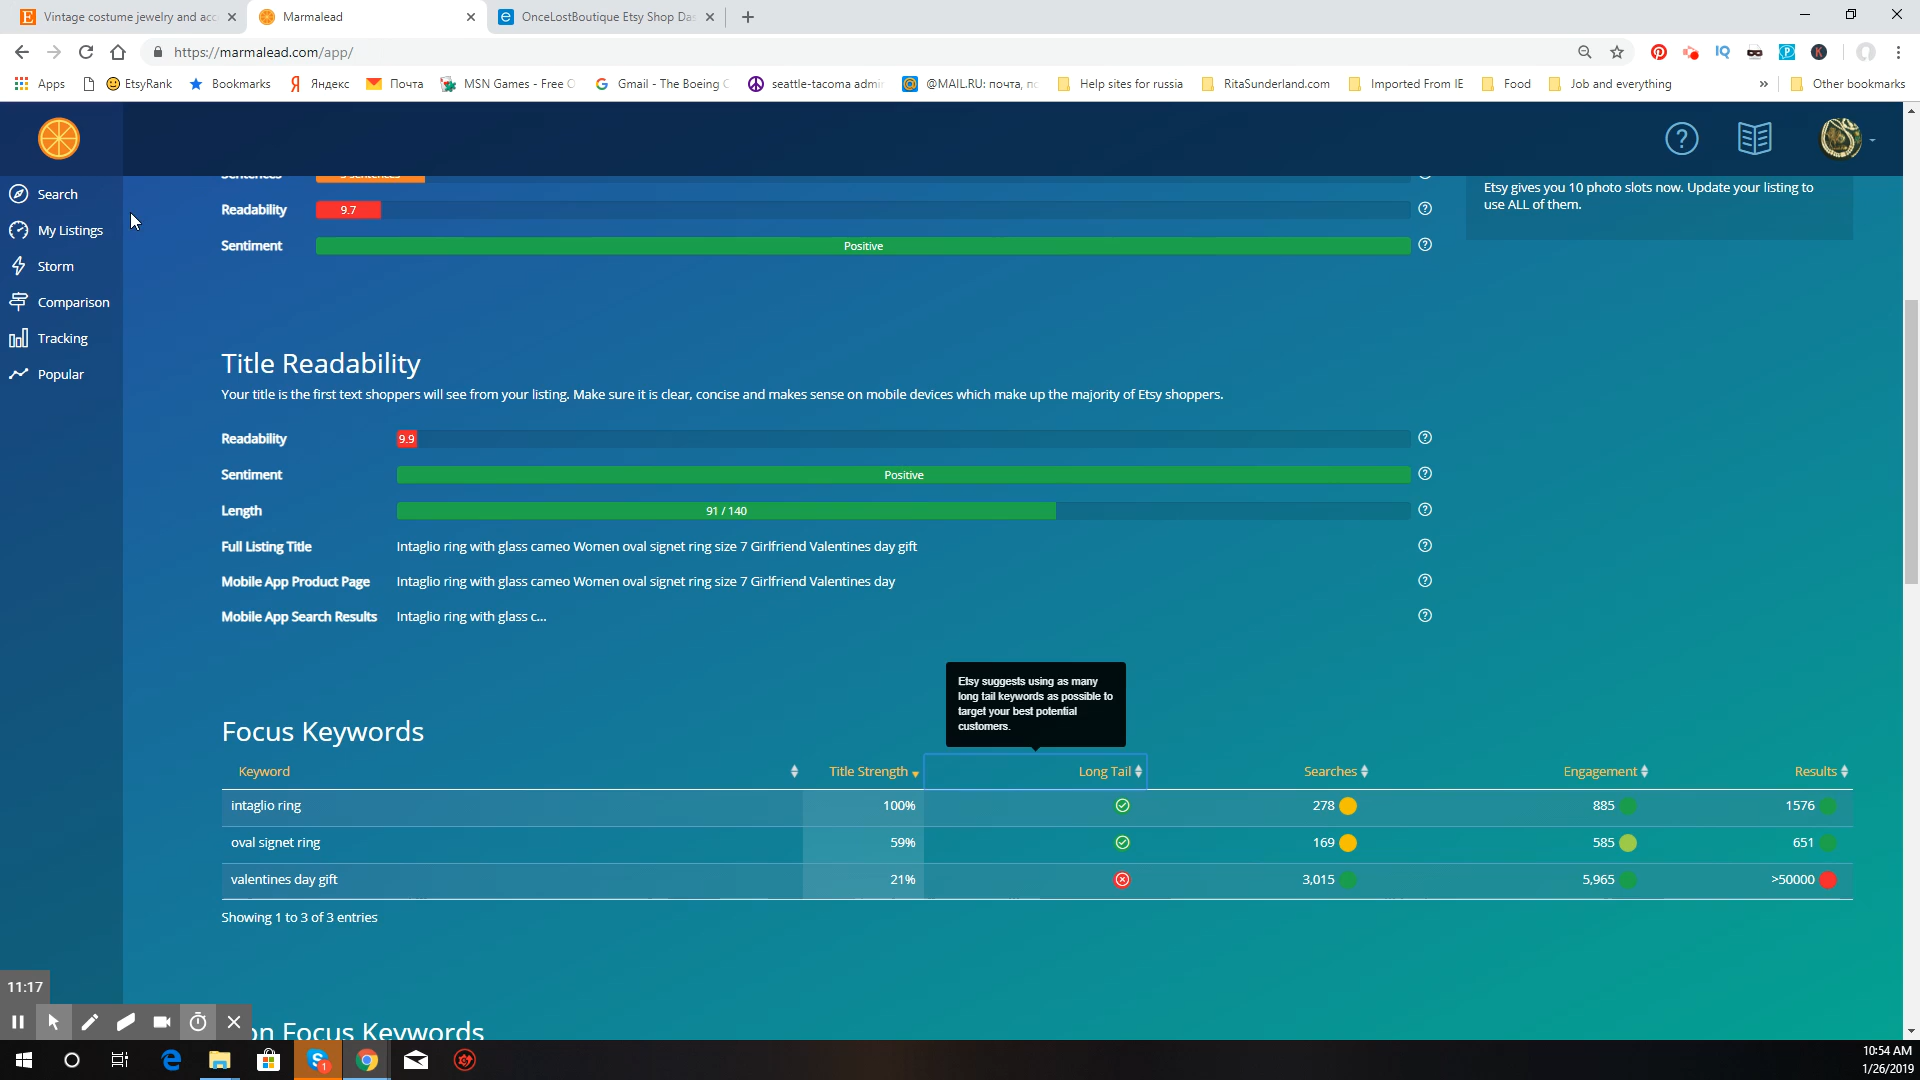 Vintage costume jewelry and acc
Marmalead
OnceLostBoutique Etsy Shop Das
https://marmalead.com/app/
Apps
EtsyRank
Bookmarks
Яндекс
Почта
MSN Games - Free O
Gmail - The Boeing C
seattle-tacoma admin
@MAIL.RU: почта, по
Help sites for russia
RitaSunderland.com
Imported From IE
Food
Job and everything
»
Other bookmarks
Search
My Listings
Storm
Comparison
Tracking
Popular
Readability 9.7
Sentiment Positive
Etsy gives you 10 photo slots now. Update your listing to
use ALL of them.
Title Readability
Your title is the first text shoppers will see from your listing. Make sure it is clear, concise and makes sense on mobile devices which make up the majority of Etsy shoppers.
Readability 9.9
Sentiment Positive
Length 91 / 140
Full Listing Title Intaglio ring with glass cameo Women oval signet ring size 7 Girlfriend Valentines day gift
Mobile App Product Page Intaglio ring with glass cameo Women oval signet ring size 7 Girlfriend Valentines day
Mobile App Search Results Intaglio ring with glass c...
Etsy suggests using as many
long tail keywords as possible to
target your best potential
customers.
Focus Keywords
Keyword Title Strength Long Tail Searches Engagement Results
intaglio ring 100% 278 885 1576
oval signet ring 59% 169 585 651
valentines day gift 21% 3,015 5,965 >50000
Showing 1 to 3 of 3 entries
on Focus Keywords
11:17
10:54 AM
1/26/2019